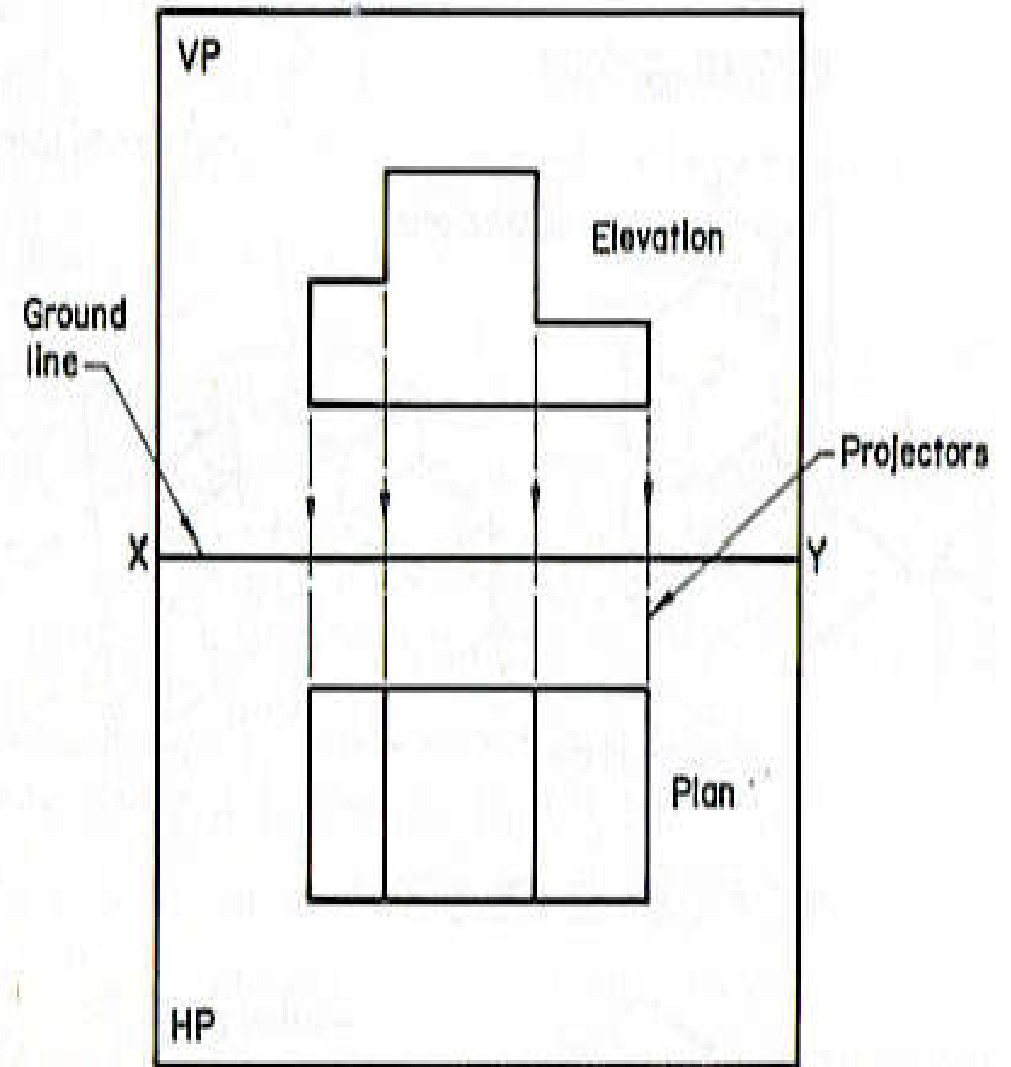 VP
Elevation
Ground
line
Projectors
X
Y
Plan
HP